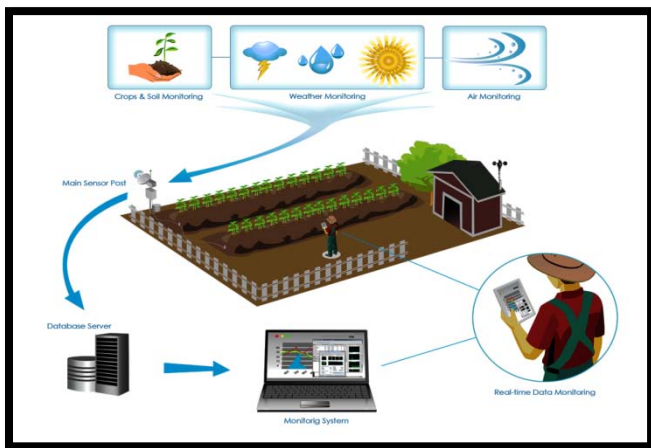 Crops & Soil Monitoring
Weather Monitoring
Air Monitoring
Main Sensor Post
Database Server
Monitorig System
Real-time Data Monitoring